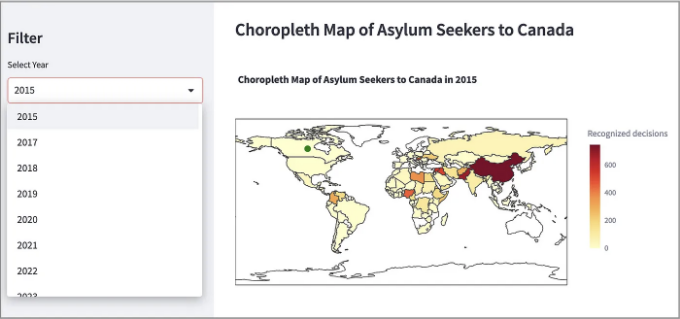 Filter
Select Year
2015
2015
2017
2018
2019
2020
2021
2022
2023
Choropleth Map of Asylum Seekers to Canada
Choropleth Map of Asylum Seekers to Canada in 2015
Recognized decisions
600
400
200
0